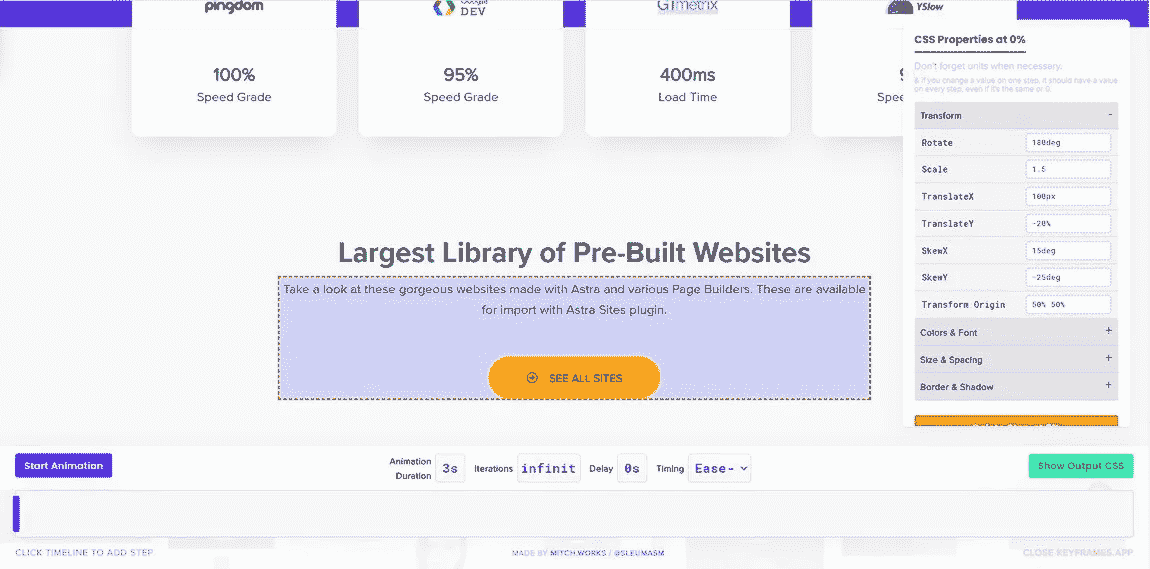 pingdom
Google
DEV
GTmetrix
YSlow
100%
Speed Grade
95%
Speed Grade
400ms
Load Time
CSS Properties at 0%
Don't forget units when necessary.
& if you change a value on one step, it should have a value
on every step, even if it's the same or 0.
Transform -
Rotate 180deg
Scale 1.5
TranslateX 100px
TranslateY -20%
SkewX 15deg
SkewY -25deg
Transform Origin 50% 50%
Colors & Font +
Size & Spacing +
Border & Shadow +
Largest Library of Pre-Built Websites
Take a look at these gorgeous websites made with Astra and various Page Builders. These are available
for import with Astra Sites plugin.
SEE ALL SITES
Start Animation
Animation
Duration
3s
Iterations infinit
Delay 0s
Timing Ease-
Show Output CSS
CLICK TIMELINE TO ADD STEP
MADE BY MITCH.WORKS / @SLEUMASM
CLOSE KEYFRAMES.APP